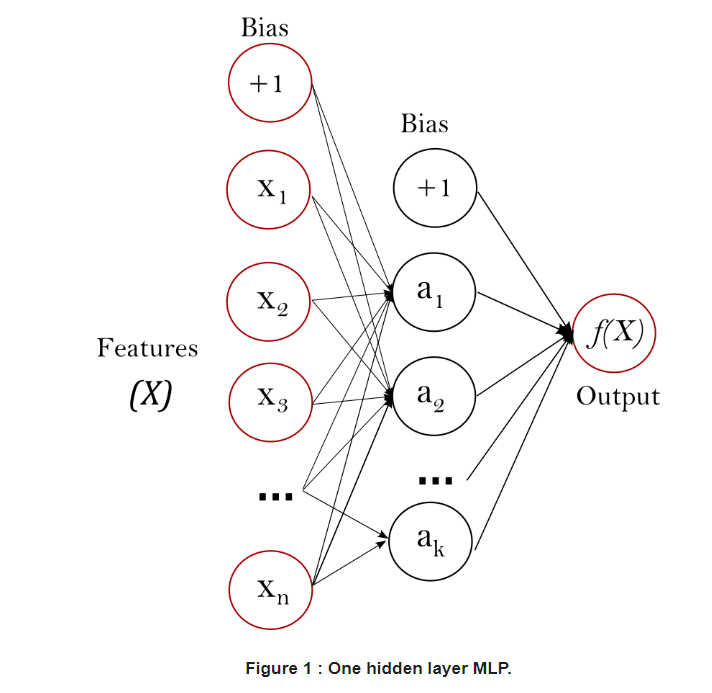 Bias
+1
Bias
x1
+1
a1
x2
f(X)
Features
(X)
x3
a2
Output
...
...
ak
xn
Figure 1 : One hidden layer MLP.